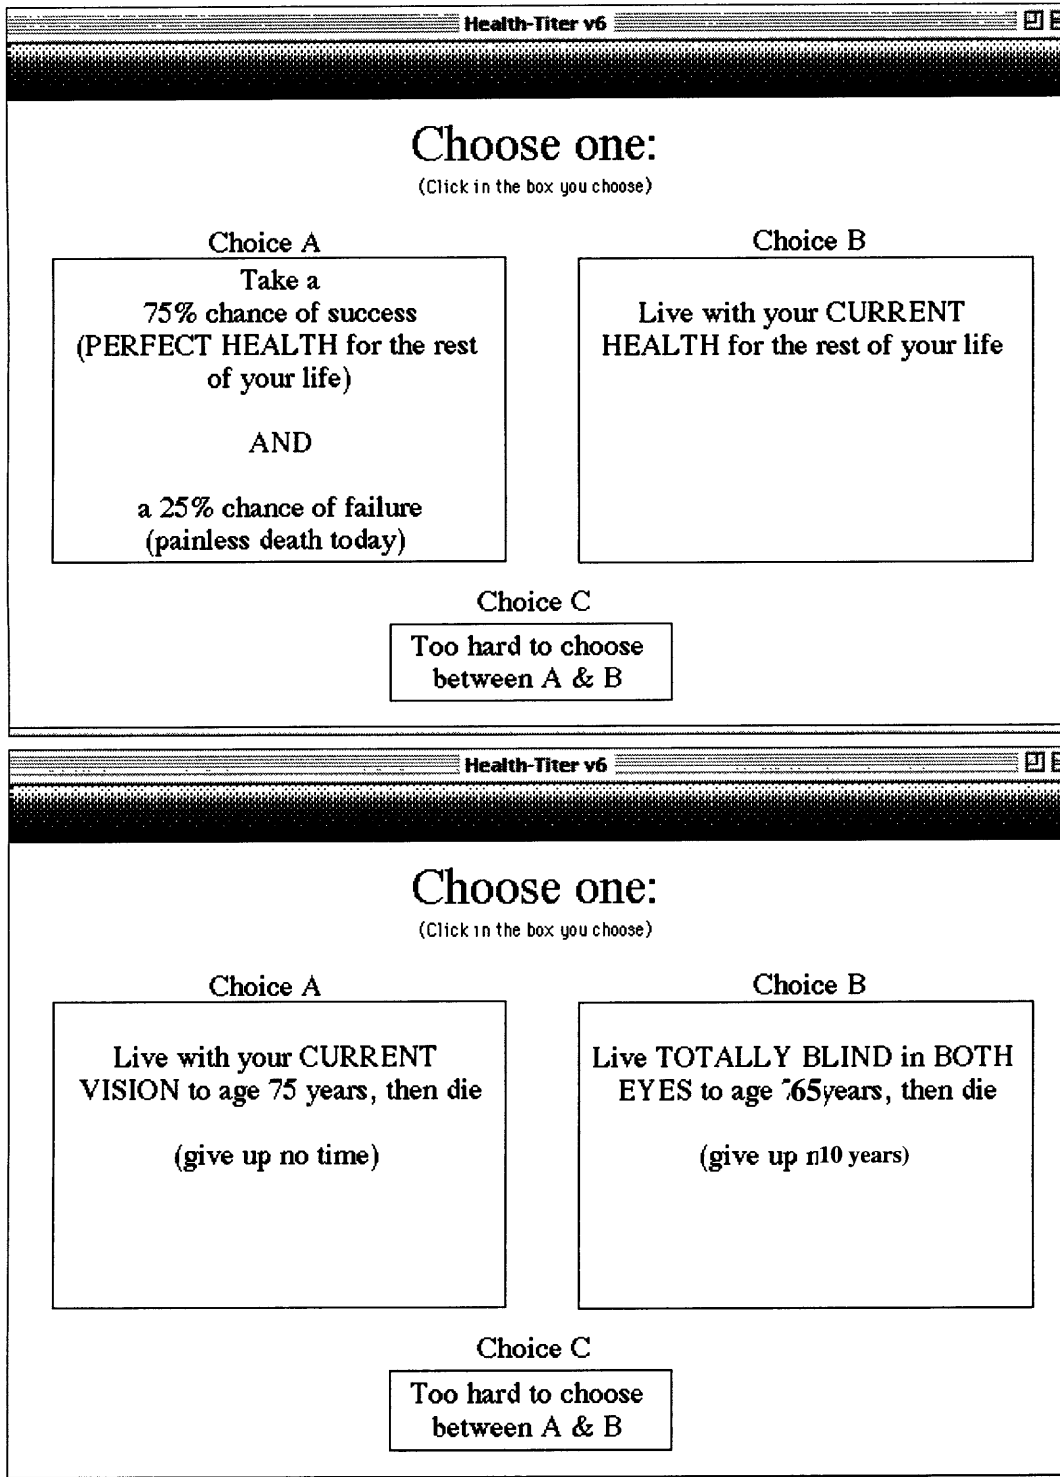 Health-Titer v6
Choose one:
(Click in the box you choose)
Choice A
Take a
75% chance of success
(PERFECT HEALTH for the rest
of your life)
AND
a 25% chance of failure
(painless death today)
Choice B
Live with your CURRENT
HEALTH for the rest of your life
Choice C
Too hard to choose
between A & B
Health-Titer v6
Choose one:
(Click in the box you choose)
Choice A
Live with your CURRENT
VISION to age 75 years, then die
(give up no time)
Choice B
Live TOTALLY BLIND in BOTH
EYES to age 65years, then die
(give up 10 years)
Choice C
Too hard to choose
between A & B